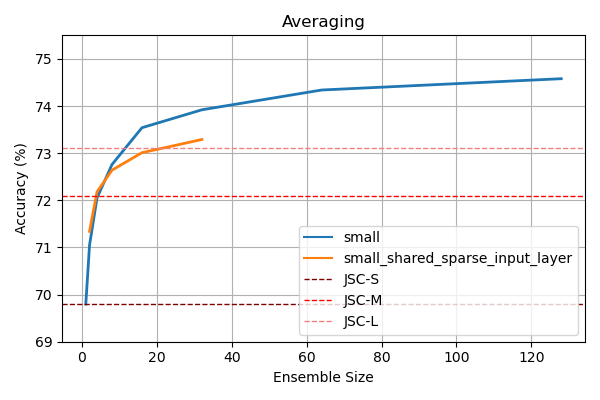 Averaging
75
74
73
72
71
70
69
Accuracy (%)
0
20
40
60
80
100
120
Ensemble Size
small
small_shared_sparse_input_layer
JSC-S
JSC-M
JSC-L